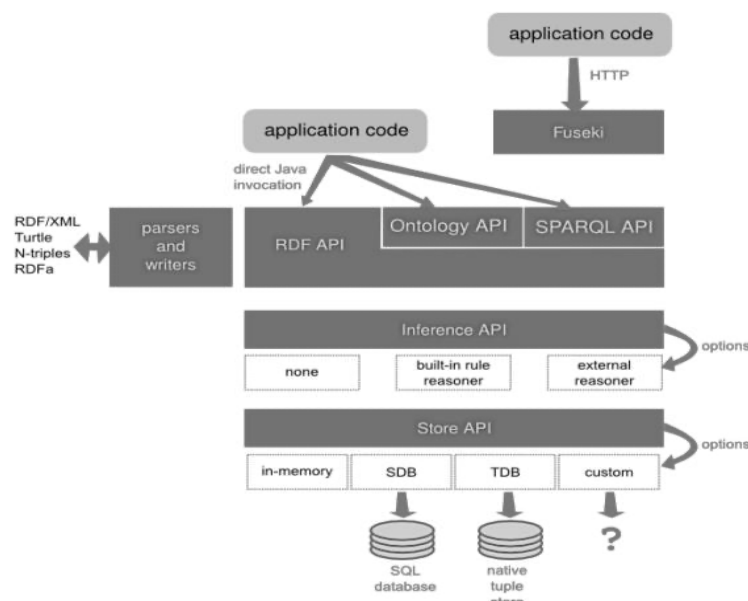 application code
HTTP
Fuseki
application code
direct Java
invocation
RDF/XML
Turtle
N-triples
RDFa
parsers
and
writers
RDF API
Ontology API
SPARQL API
Inference API
options
none
built-in rule
reasoner
external
reasoner
Store API
options
in-memory
SDB
TDB
custom
?
SQL
database
native
tuple